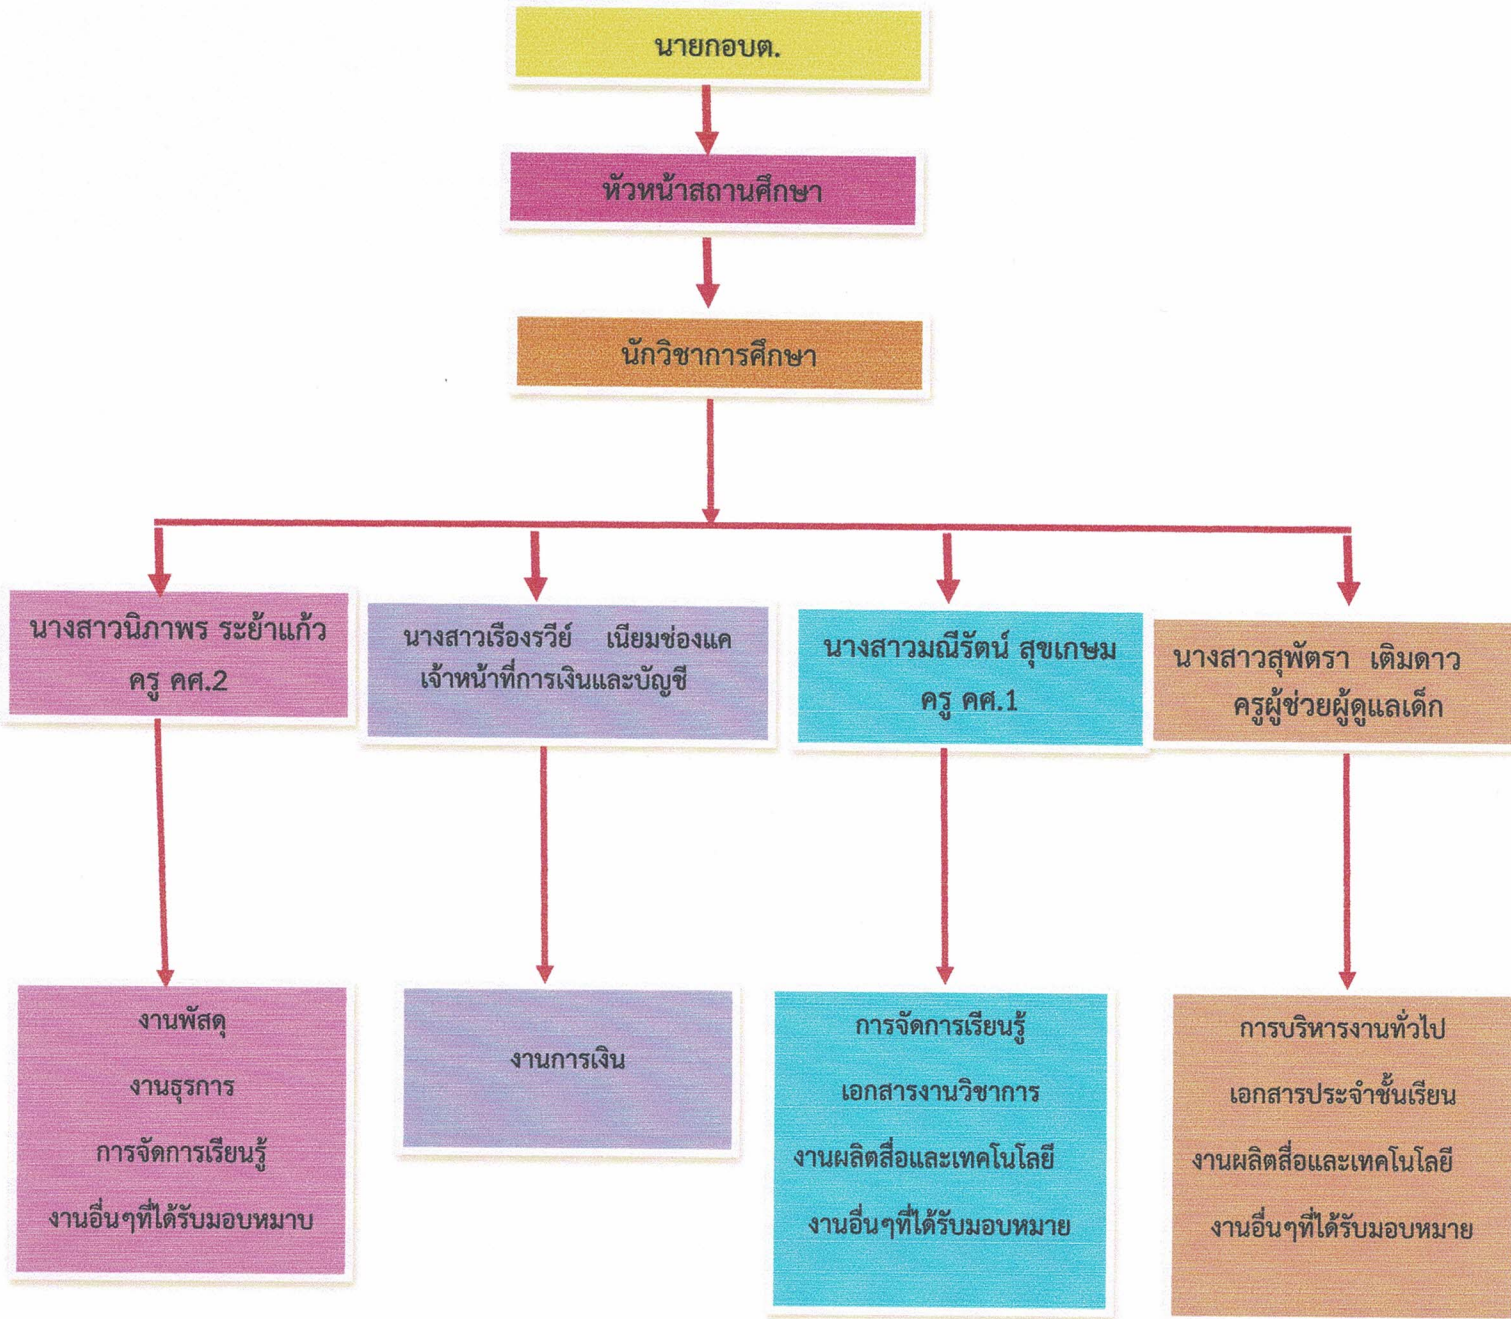 นายกอบต.
หัวหน้าสถานศึกษา
นักวิชาการศึกษา
นางสาวนิภาพร ระย้าแก้ว
ครู คศ.2
นางสาวเรืองรวีย์ เนียมช่องแค
เจ้าหน้าที่การเงินและบัญชี
นางสาวมณีรัตน์ สุขเกษม
ครู คศ.1
นางสาวสุพัตรา เติมดาว
ครูผู้ช่วยผู้ดูแลเด็ก
งานพัสดุ
งานธุรการ
การจัดการเรียนรู้
งานอื่นๆที่ได้รับมอบหมาบ
งานการเงิน
การจัดการเรียนรู้
เอกสารงานวิชาการ
งานผลิตสื่อและเทคโนโลยี
งานอื่นๆที่ได้รับมอบหมาย
การบริหารงานทั่วไป
เอกสารประจำชั้นเรียน
งานผลิตสื่อและเทคโนโลยี
งานอื่นๆที่ได้รับมอบหมาย